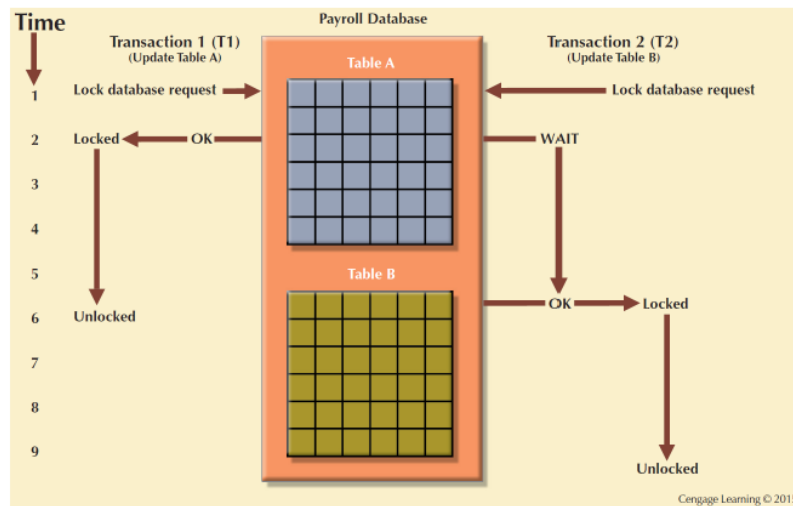 Time
Payroll Database
Transaction 1 (T1)
(Update Table A)
Transaction 2 (T2)
(Update Table B)
Table A
1
Lock database request
Lock database request
2
Locked
OK
WAIT
3
4
5
Table B
OK
Locked
6
Unlocked
7
8
9
Unlocked
Cengage Learning © 2015